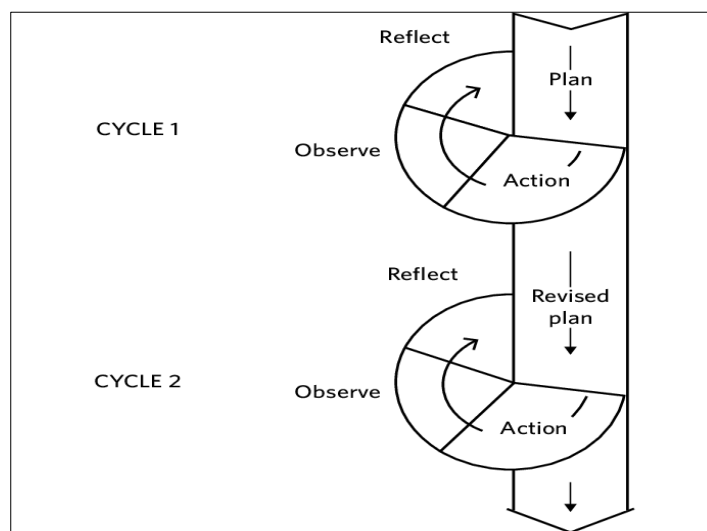 Reflect
Plan
CYCLE 1
Observe
Action
Reflect
Revised
plan
CYCLE 2
Observe
Action